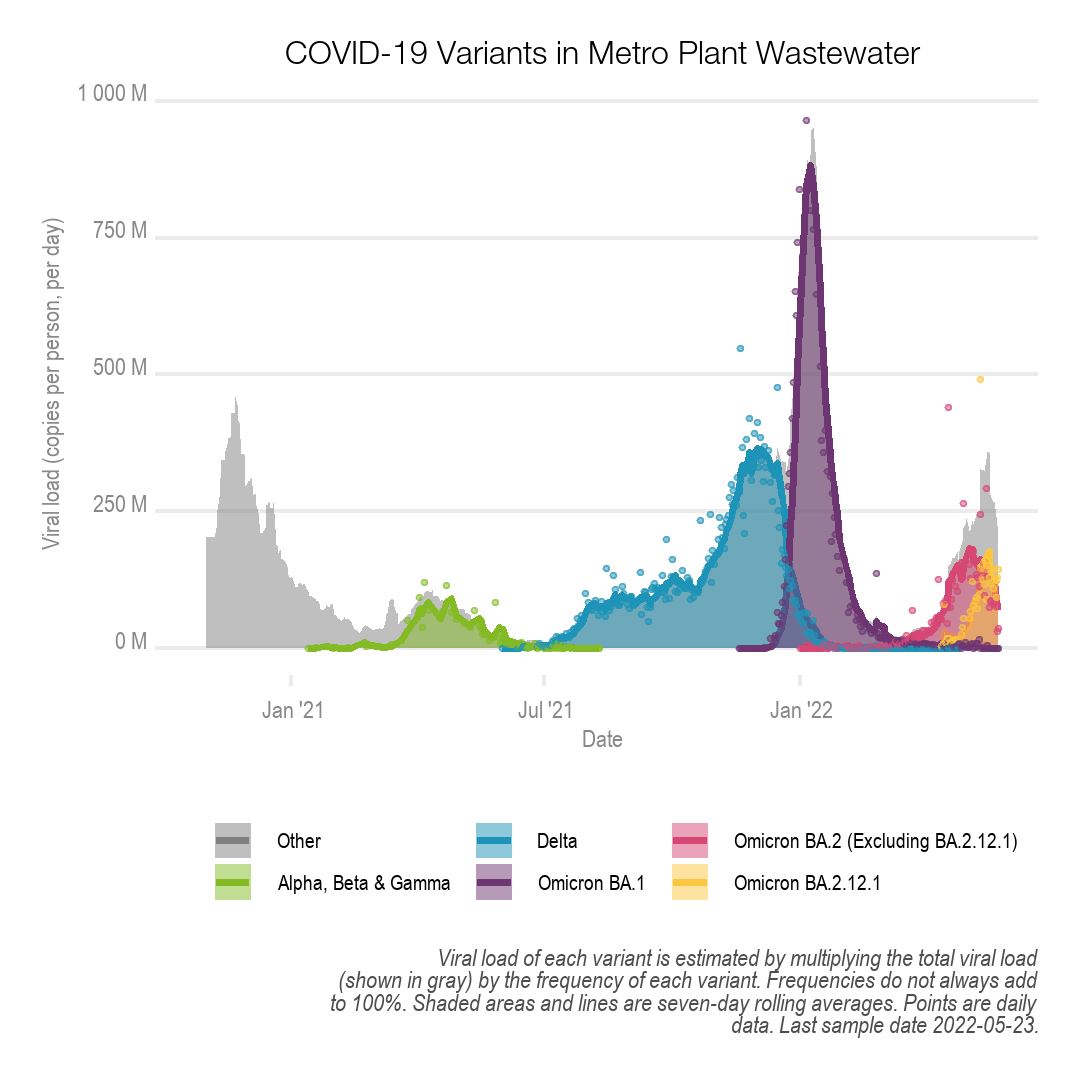 COVID-19 Variants in Metro Plant Wastewater
1 000 M
750 M
500 M
250 M
0 M
Viral load (copies per person, per day)
Jan '21
Jul '21
Jan '22
Date
Other
Delta
Omicron BA.2 (Excluding BA.2.12.1)
Alpha, Beta & Gamma
Omicron BA.1
Omicron BA.2.12.1
Viral load of each variant is estimated by multiplying the total viral load
(shown in gray) by the frequency of each variant. Frequencies do not always add
to 100%. Shaded areas and lines are seven-day rolling averages. Points are daily
data. Last sample date 2022-05-23.